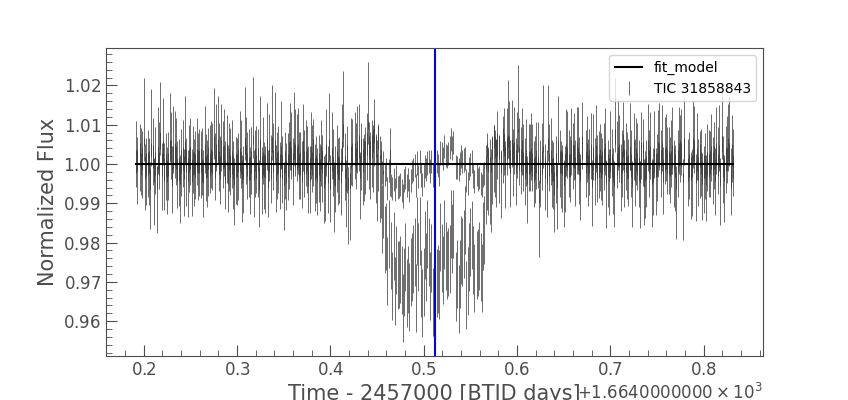 fit_model
TIC 31858843
Normalized Flux
1.02
1.01
1.00
0.99
0.98
0.97
0.96
0.2 0.3 0.4 0.5 0.6 0.7 0.8
Time - 2457000 [BTJD days]
+1.6640000000 × 10³